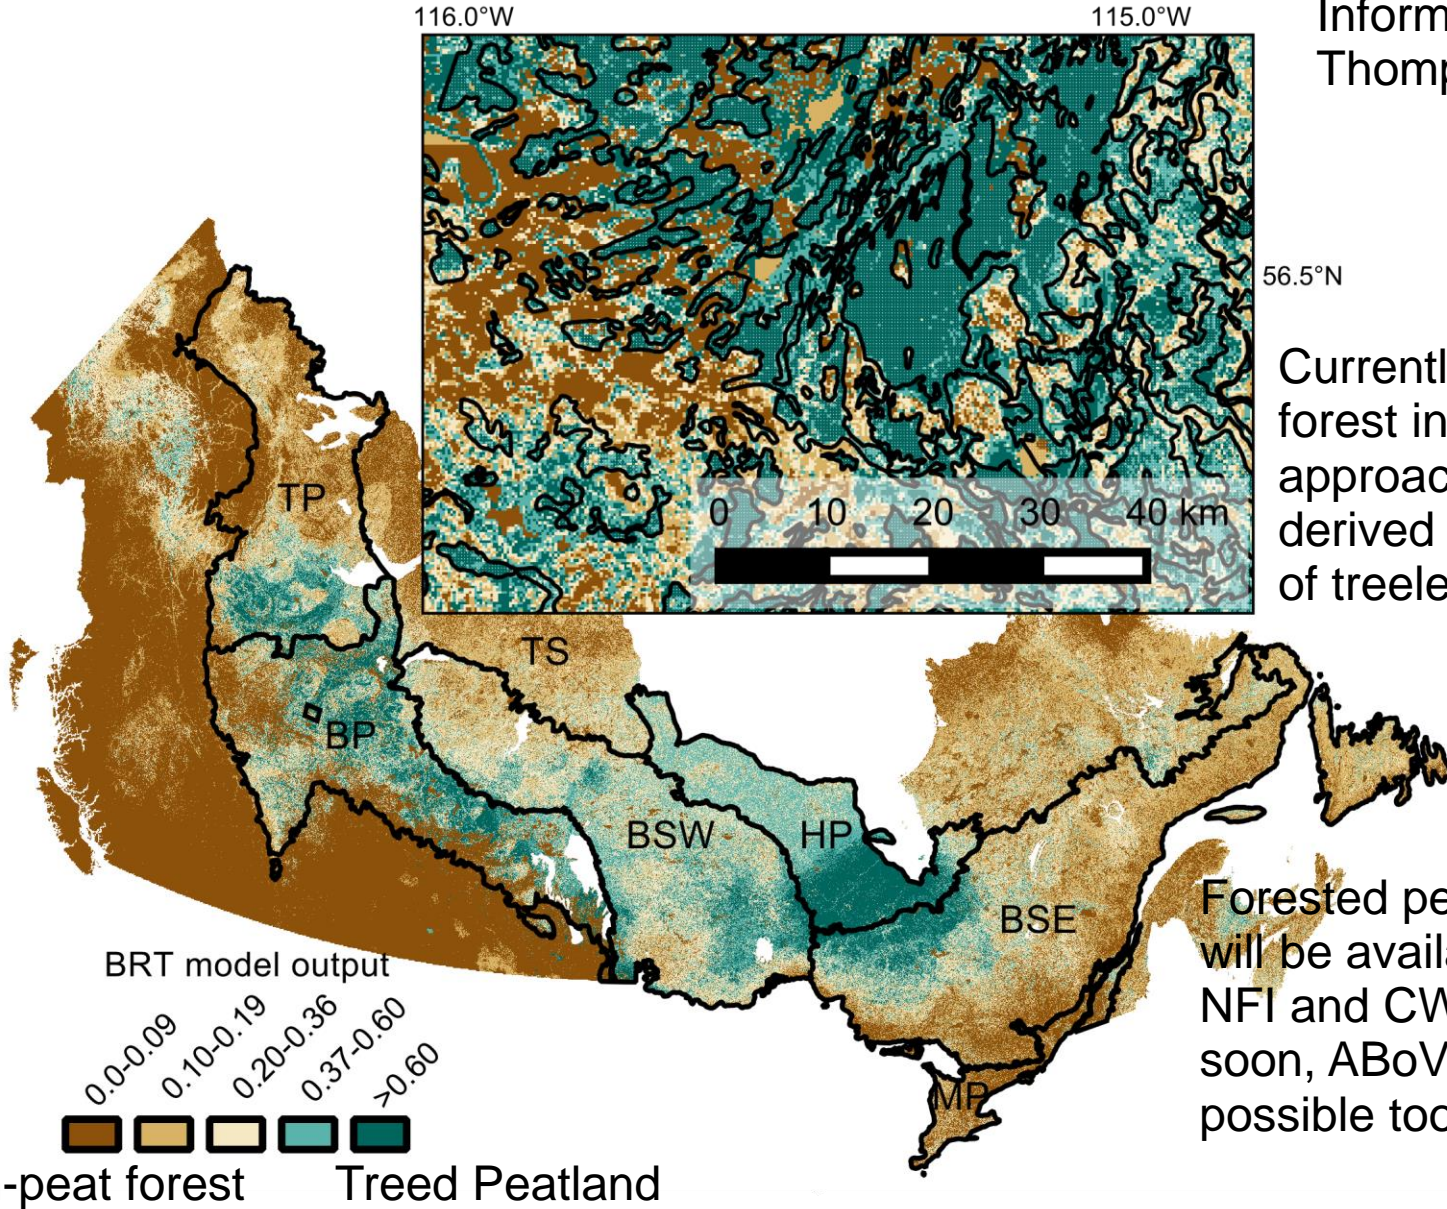 116.0°W
115.0°W
Inform
Thomp
56.5°N
Currentl
forest in
approac
derived
of treele
0 10 20 30 40 km
TP
TS
BP
BSW
HP
BSE
MP
Forested pe
will be availa
NFI and CW
soon, ABoV
possible too
BRT model output
0.0-0.09
0.10-0.19
0.20-0.36
0.37-0.60
>0.60
-peat forest
Treed Peatland